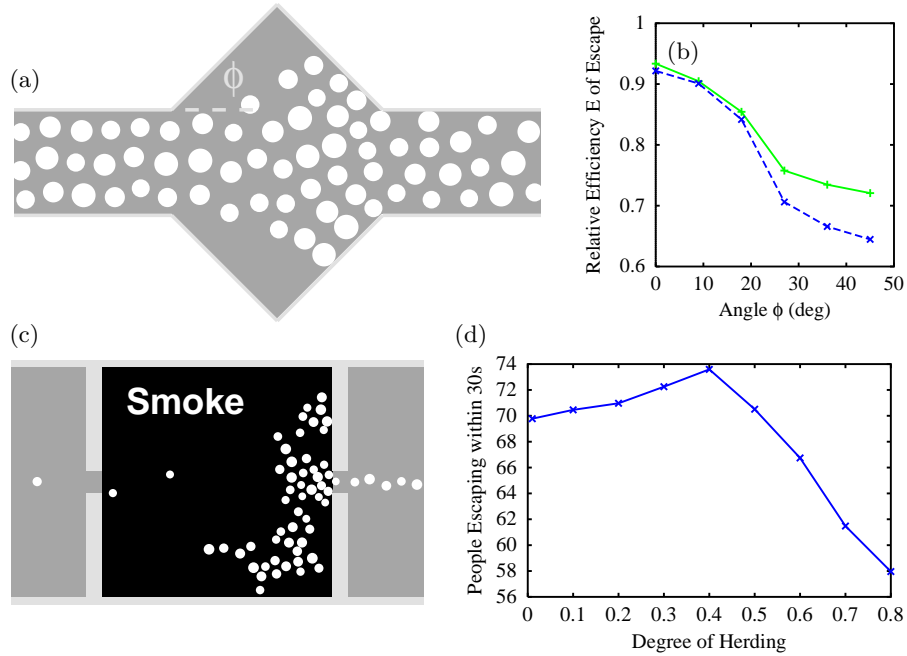 (a)
ϕ
(b)
Relative Efficiency E of Escape
1
0.9
0.8
0.7
0.6
0 10 20 30 40 50
Angle ϕ (deg)
(c)
Smoke
(d)
People Escaping within 30s
74
72
70
68
66
64
62
60
58
56
0 0.1 0.2 0.3 0.4 0.5 0.6 0.7 0.8
Degree of Herding